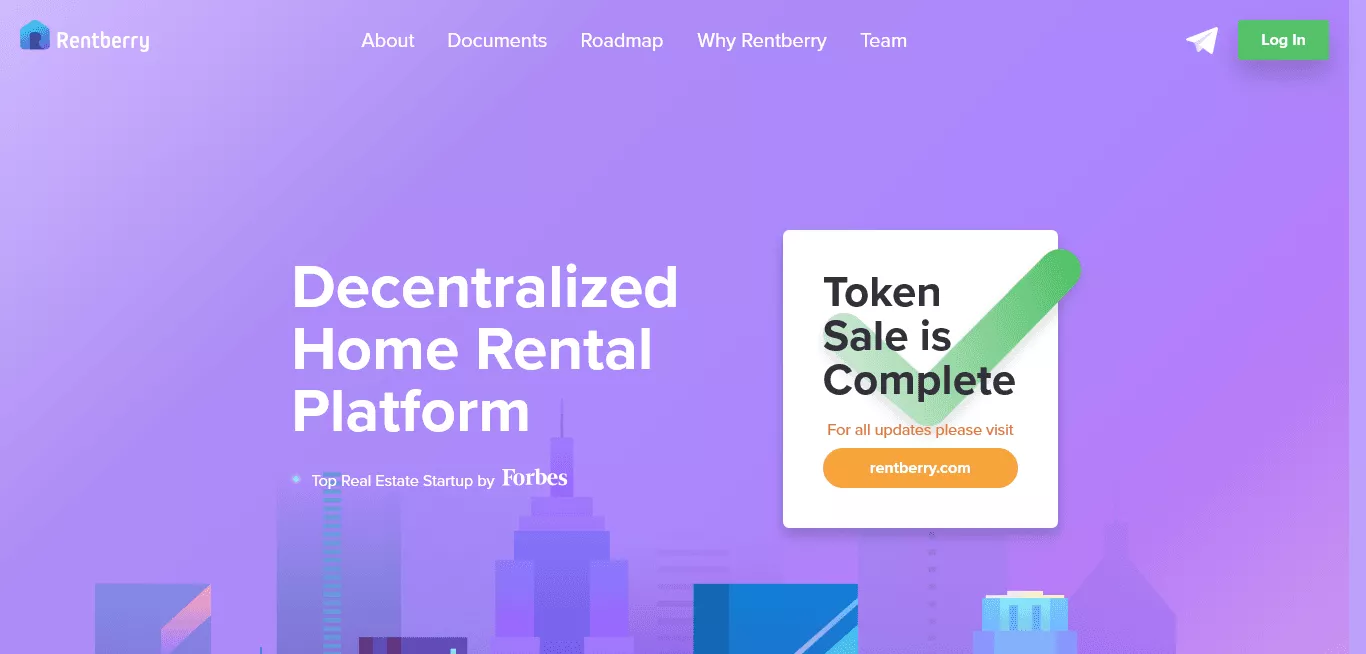 Rentberry
About
Documents
Roadmap
Why Rentberry
Team
Log In
Decentralized
Home Rental
Platform
Top Real Estate Startup by Forbes
Token
Sale is
Complete
For all updates please visit
rentberry.com